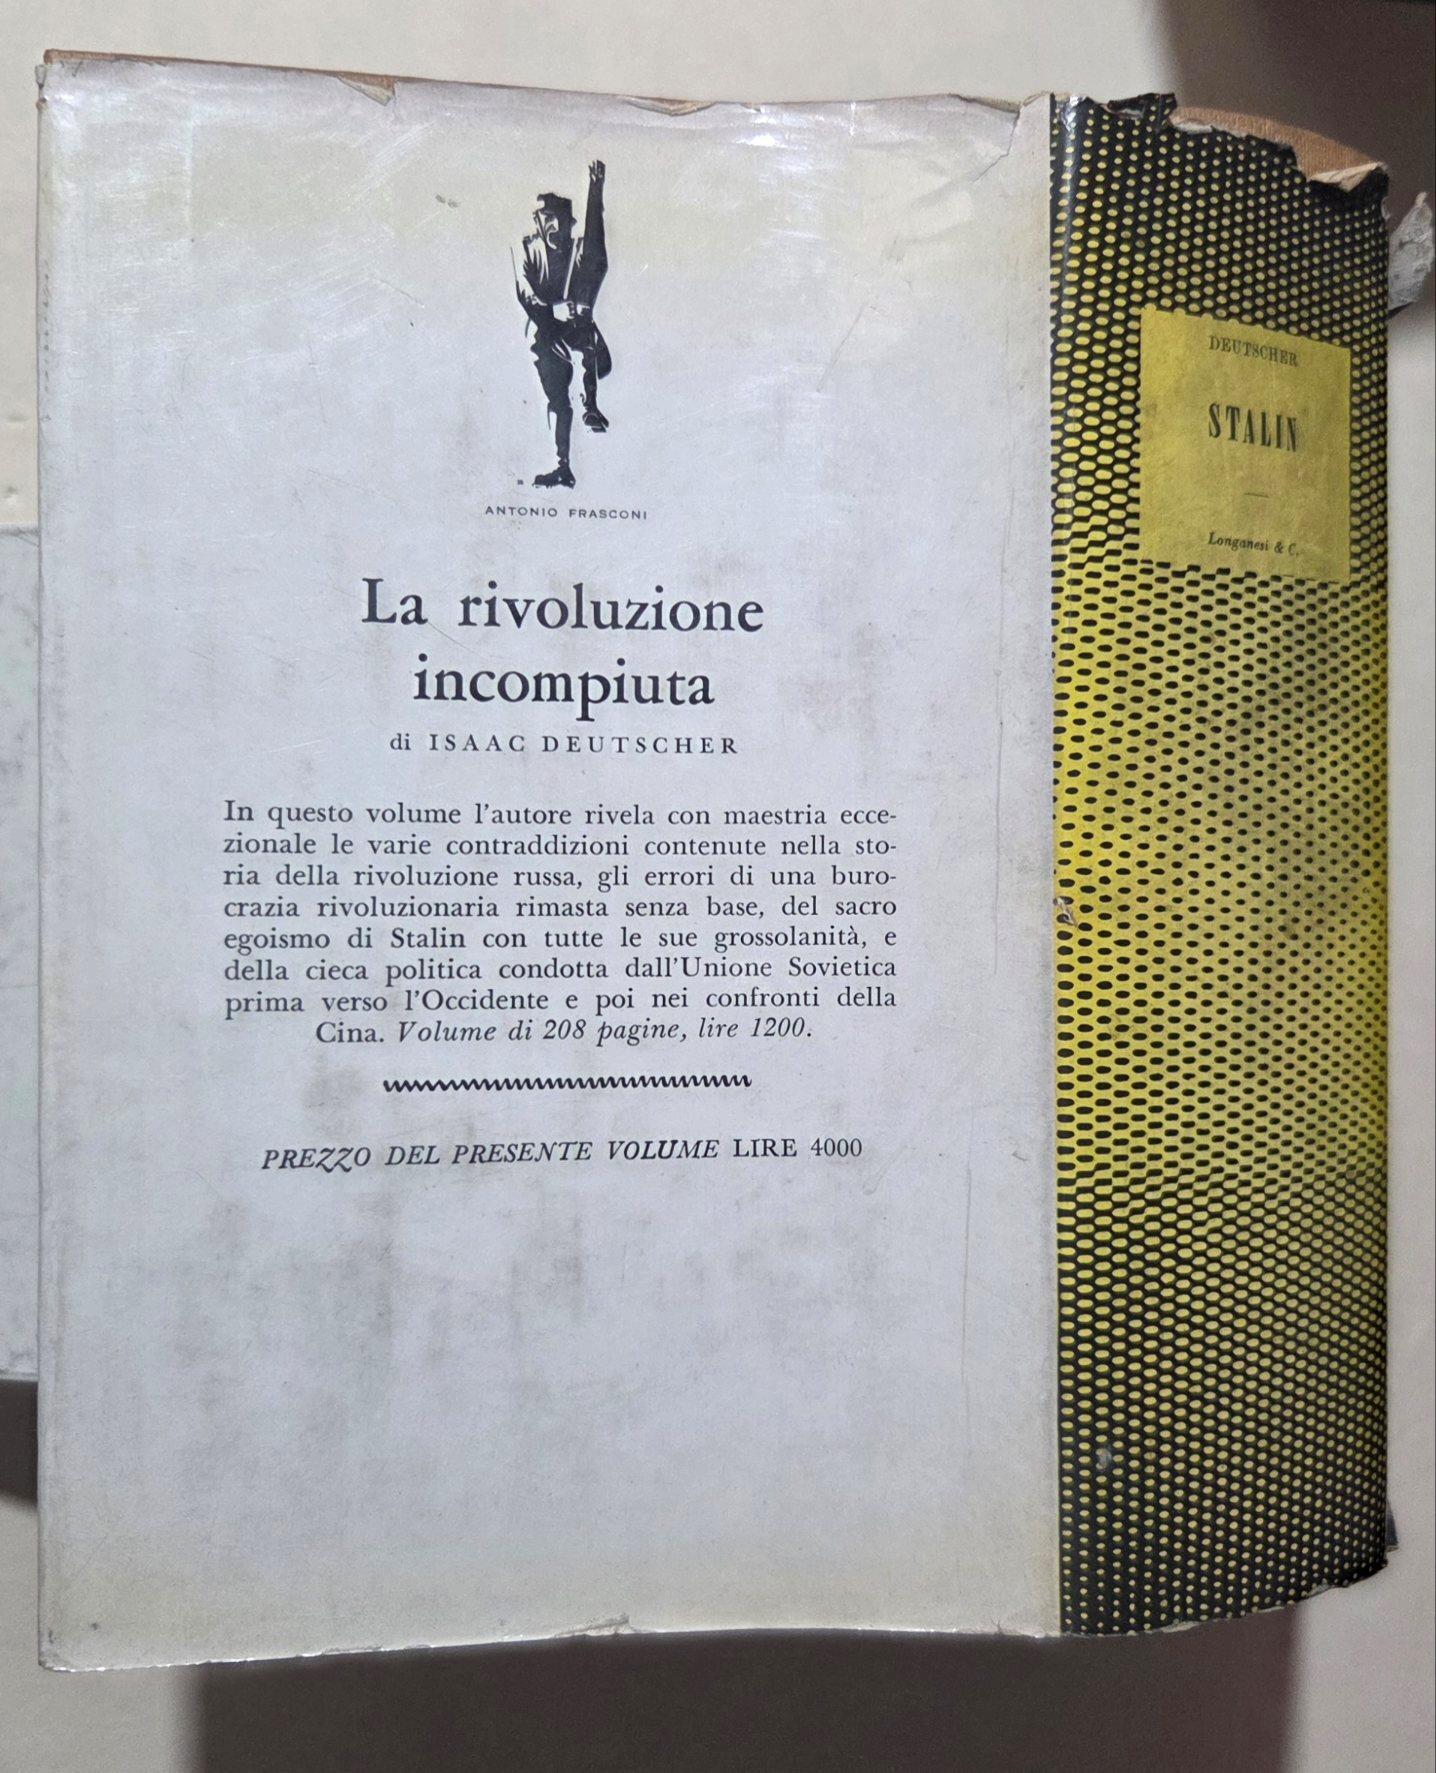 ANTONIO FRASCONI
La rivoluzione
incompiuta
di ISAAC DEUTSCHER
In questo volume l'autore rivela con maestria ecce-
zionale le varie contraddizioni contenute nella sto-
ria della rivoluzione russa, gli errori di una buro-
crazia rivoluzionaria rimasta senza base, del sacro
egoismo di Stalin con tutte le sue grossolanità, e
della cieca politica condotta dall'Unione Sovietica
prima verso l'Occidente e poi nei confronti della
Cina. Volume di 208 pagine, lire 1200.
PREZZO DEL PRESENTE VOLUME LIRE 4000
DEUTSCHER
STALIN
Longanesi & C.